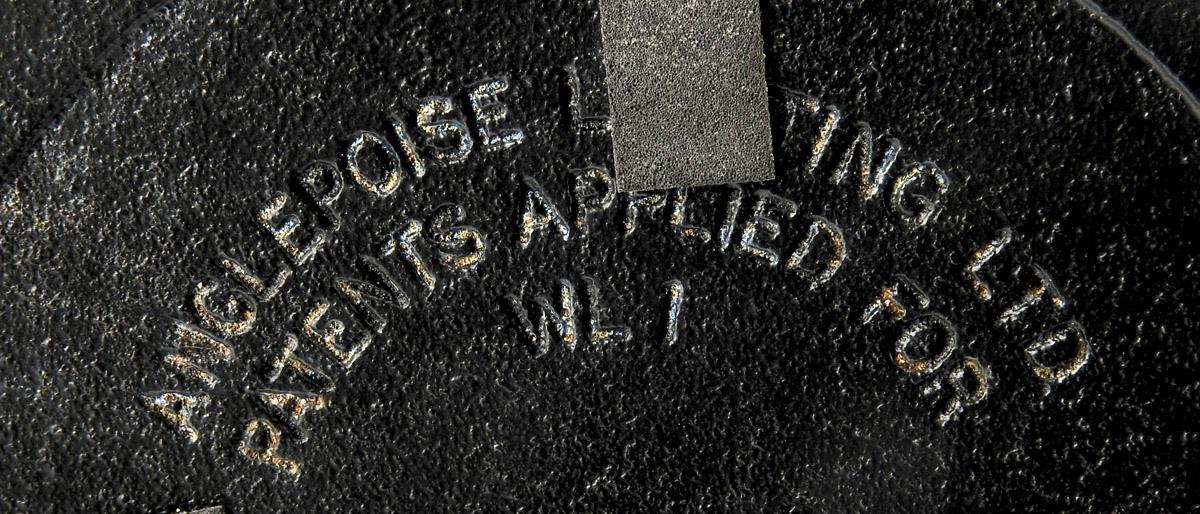 ANGLEPOISE LTD
PATENTS APPLIED FOR
WL 1